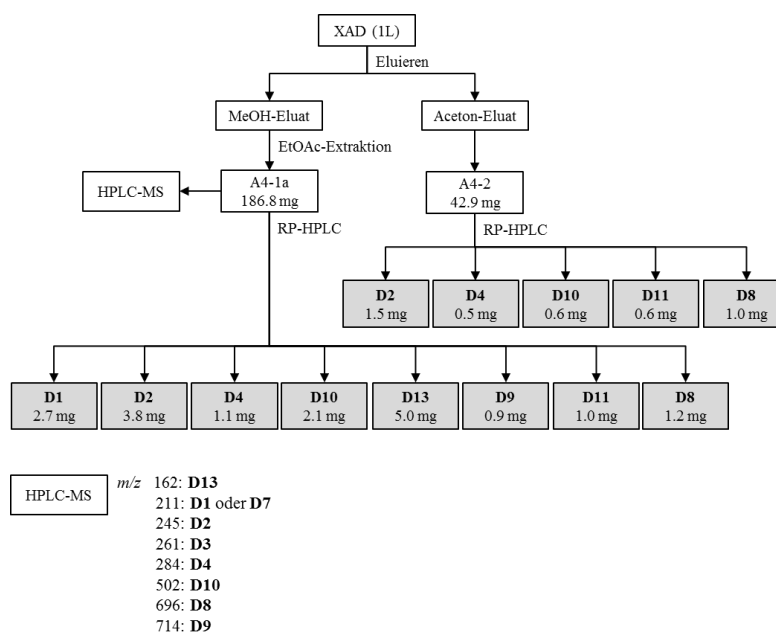 XAD (1L)
Eluieren
MeOH-Eluat
Aceton-Eluat
EtOAc-Extraktion
HPLC-MS
A4-1a
186.8 mg
A4-2
42.9 mg
RP-HPLC
RP-HPLC
D2
1.5 mg
D4
0.5 mg
D10
0.6 mg
D11
0.6 mg
D8
1.0 mg
D1
2.7 mg
D2
3.8 mg
D4
1.1 mg
D10
2.1 mg
D13
5.0 mg
D9
0.9 mg
D11
1.0 mg
D8
1.2 mg
HPLC-MS
m/z 162: D13
211: D1 oder D7
245: D2
261: D3
284: D4
502: D10
696: D8
714: D9